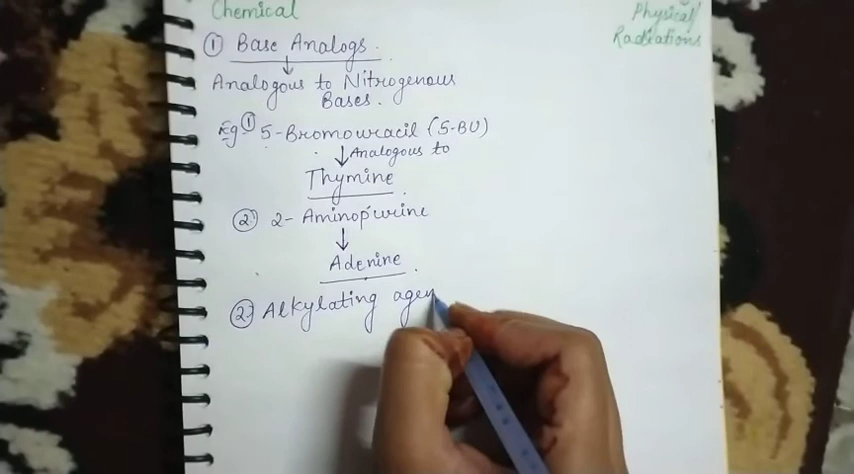 Chemical
Physical/
Radiations
① Base Analogs.
↓
Analogous to Nitrogenous
Bases.
Eg ① 5-Bromouracil (5-BU)
↓ Analogous to
Thymine.
② 2-Aminopurine
↓
Adenine.
② Alkylating agen